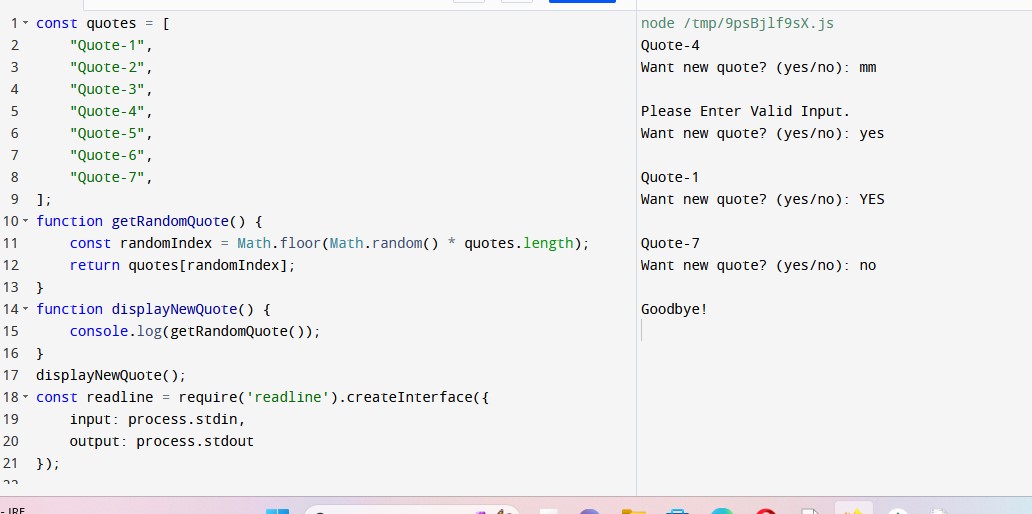 1 const quotes = [
2 "Quote-1",
3 "Quote-2",
4 "Quote-3",
5 "Quote-4",
6 "Quote-5",
7 "Quote-6",
8 "Quote-7",
9 ];
10 function getRandomQuote() {
11 const randomIndex = Math.floor(Math.random() * quotes.length);
12 return quotes[randomIndex];
13 }
14 function displayNewQuote() {
15 console.log(getRandomQuote());
16 }
17 displayNewQuote();
18 const readline = require('readline').createInterface({
19 input: process.stdin,
20 output: process.stdout
21 });
node /tmp/9psBjlf9sX.js
Quote-4
Want new quote? (yes/no): mm
Please Enter Valid Input.
Want new quote? (yes/no): yes
Quote-1
Want new quote? (yes/no): YES
Quote-7
Want new quote? (yes/no): no
Goodbye!